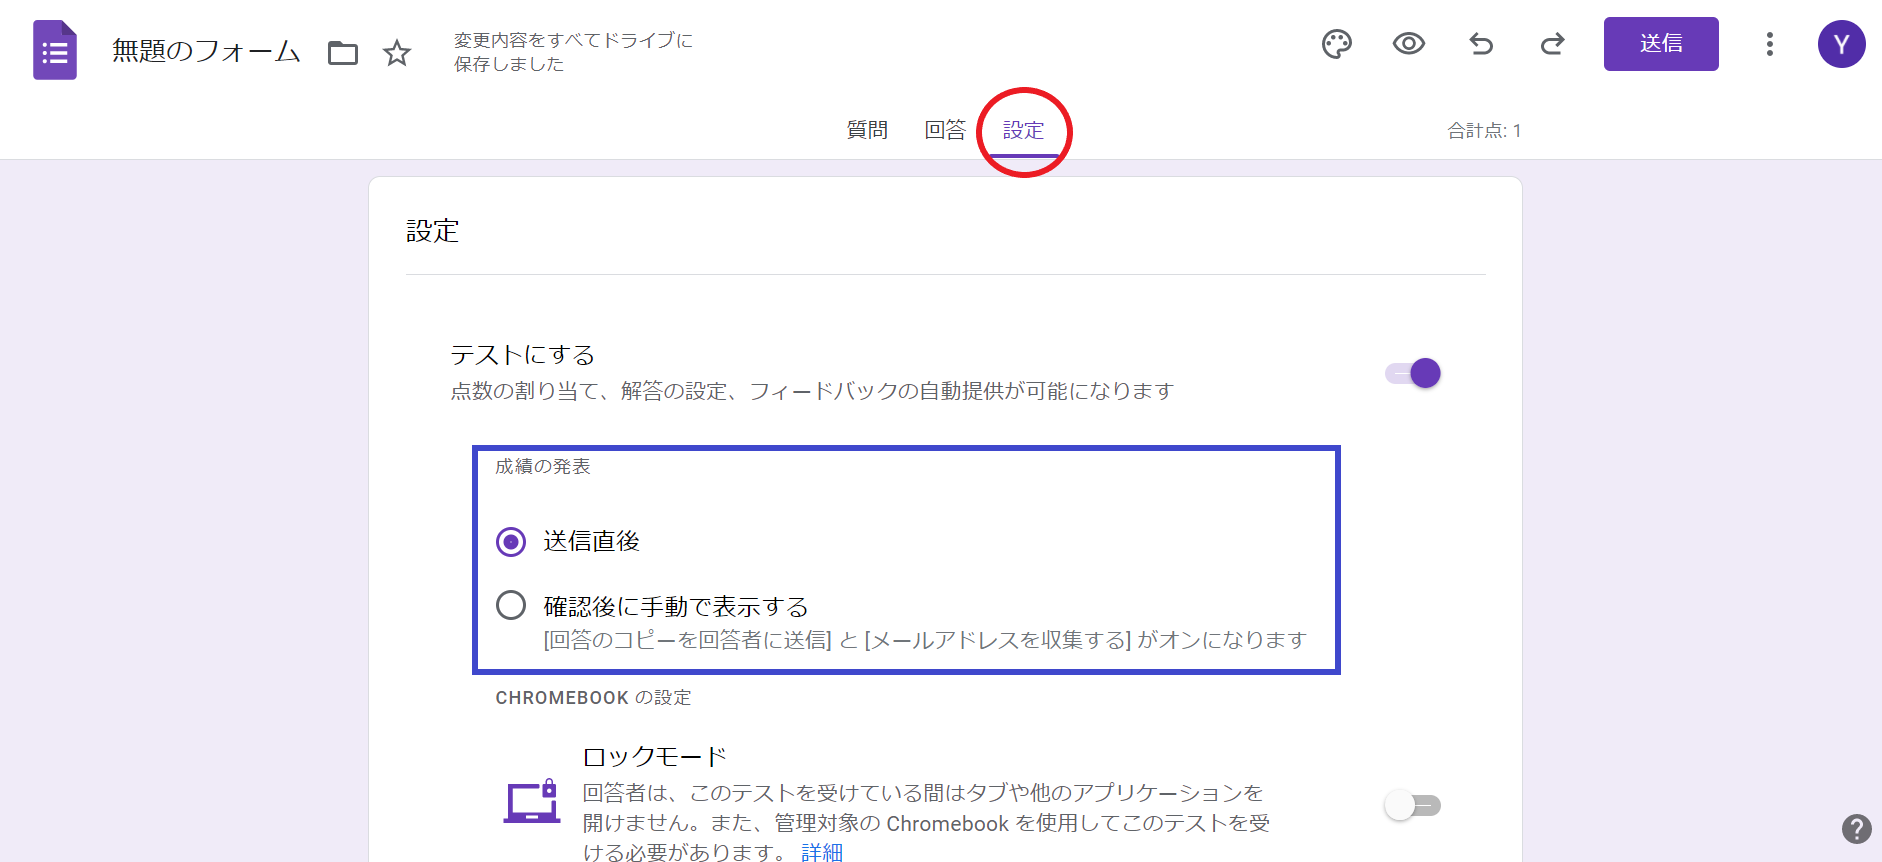 無題のフォーム
変更内容をすべてドライブに
保存しました
送信
Y
質問
回答
設定
合計点: 1
設定
テストにする
点数の割り当て、解答の設定、フィードバックの自動提供が可能になります
成績の発表
送信直後
確認後に手動で表示する
[回答のコピーを回答者に送信] と [メールアドレスを収集する] がオンになります
CHROMEBOOK の設定
ロックモード
回答者は、このテストを受けている間はタブや他のアプリケーションを
開けません。また、管理対象の Chromebook を使用してこのテストを受
ける必要があります。 詳細